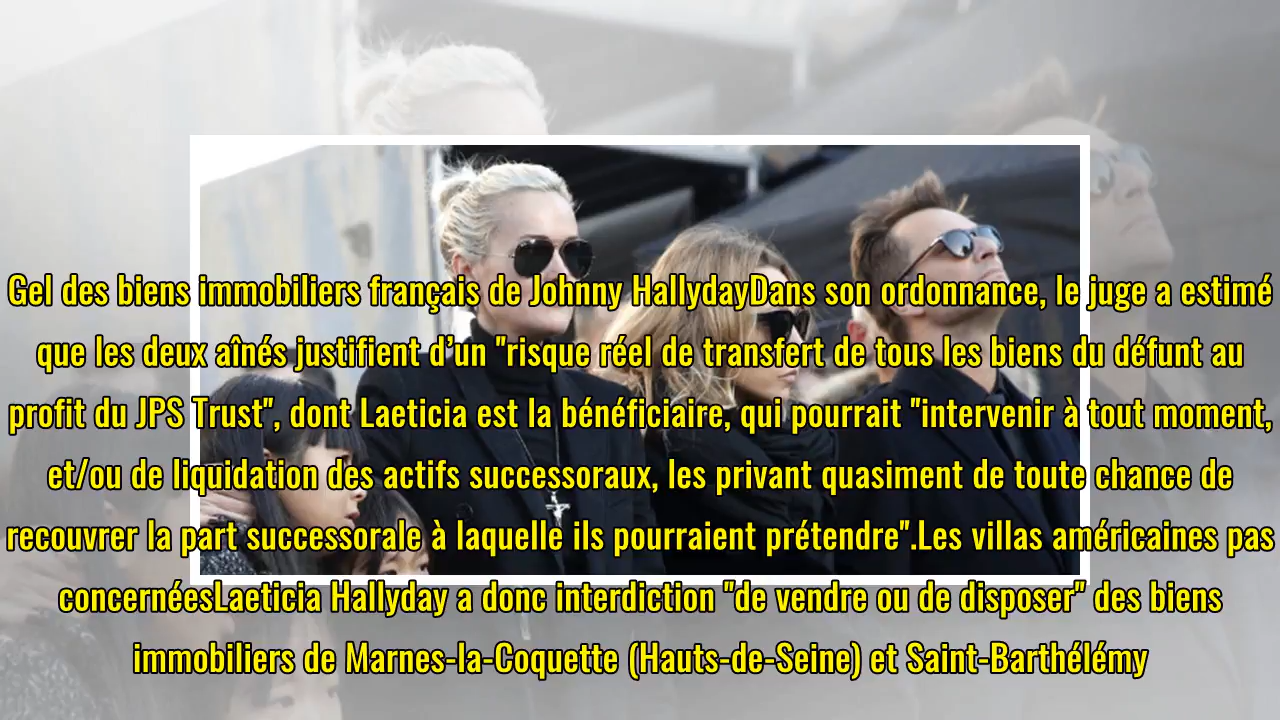 Gel des biens immobiliers français de Johnny HallydayDans son ordonnance, le juge a estimé
que les deux aînés justifient d’un "risque réel de transfert de tous les biens du défunt au
profit du JPS Trust", dont Laeticia est la bénéficiaire, qui pourrait "intervenir à tout moment,
et/ou de liquidation des actifs successoraux, les privant quasiment de toute chance de
recouvrer la part successorale à laquelle ils pourraient prétendre".Les villas américaines pas
concernéesLaeticia Hallyday a donc interdiction "de vendre ou de disposer" des biens
immobiliers de Marnes-la-Coquette (Hauts-de-Seine) et Saint-Barthélémy